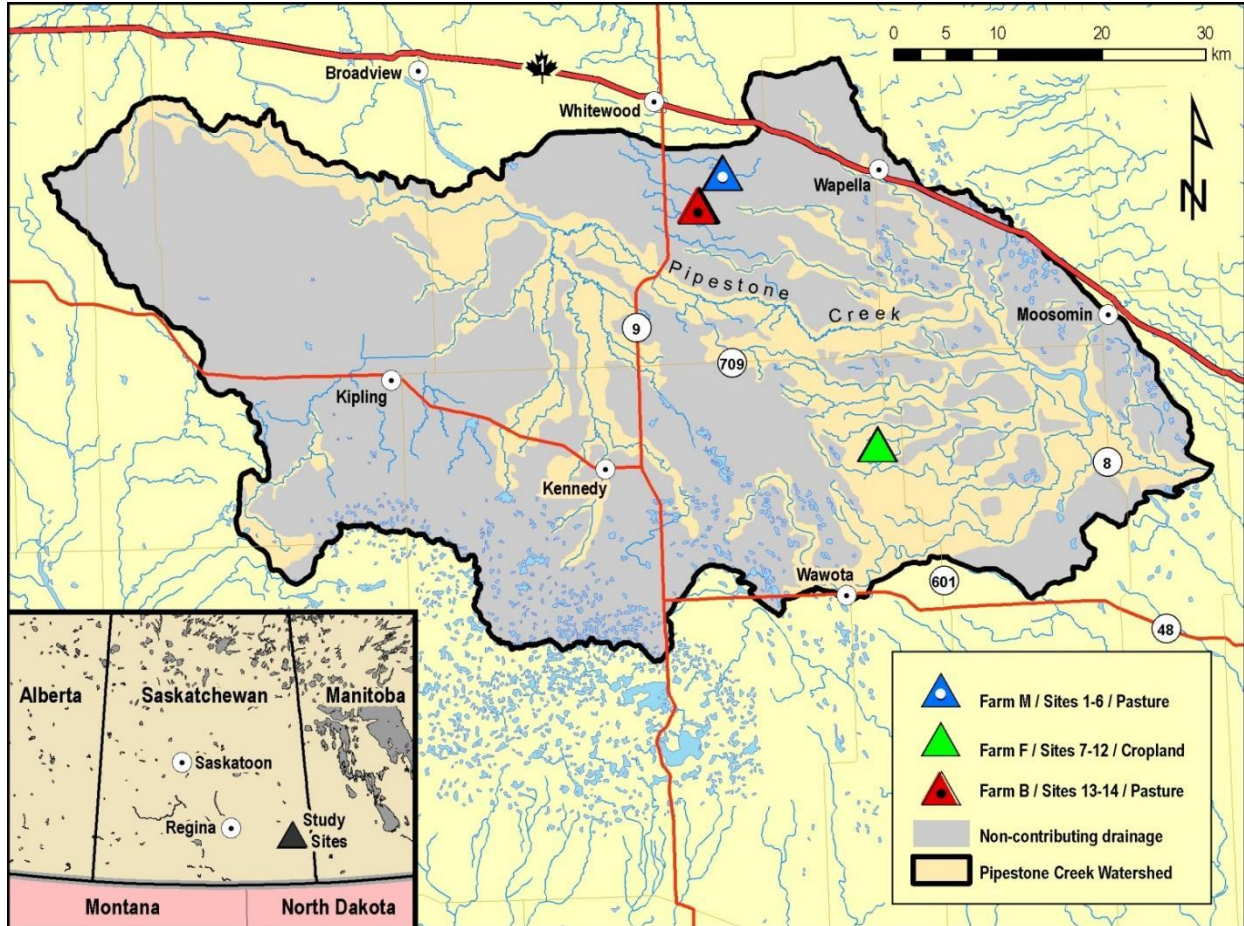 0 5 10 20 30
km
1
Broadview
Whitewood
Wapella
N
Pipestone
Creek
Moosomin
9
709
Kipling
8
Kennedy
Wawota
601
48
Alberta
Saskatchewan
Manitoba
Saskatoon
Regina
Study
Sites
Montana
North Dakota
Farm M / Sites 1-6 / Pasture
Farm F / Sites 7-12 / Cropland
Farm B / Sites 13-14 / Pasture
Non-contributing drainage
Pipestone Creek Watershed